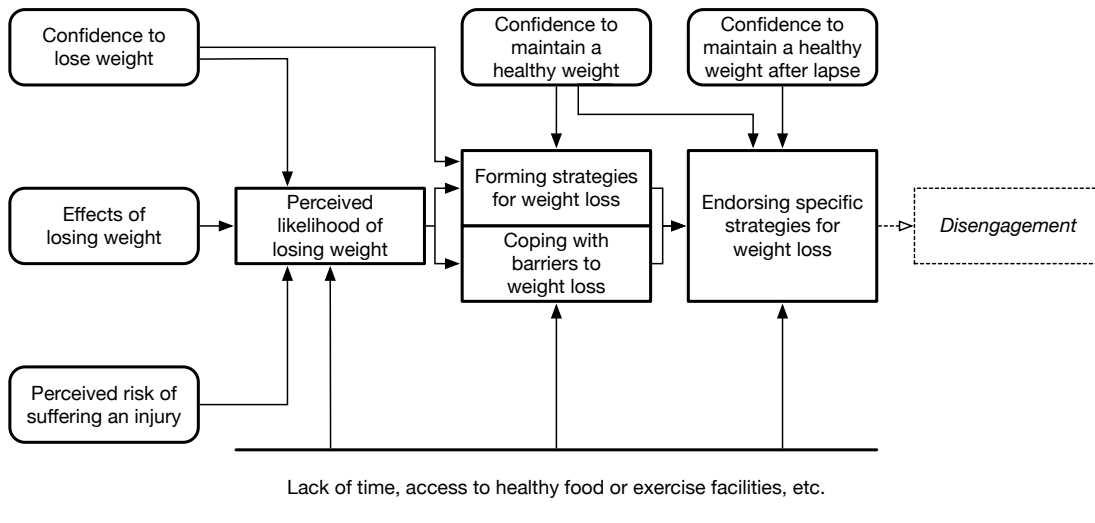 Confidence to
lose weight
Confidence to
maintain a
healthy weight
Confidence to
maintain a healthy
weight after lapse
Effects of
losing weight
Perceived
likelihood of
losing weight
Forming strategies
for weight loss
Coping with
barriers to
weight loss
Endorsing specific
strategies for
weight loss
Disengagement
Perceived risk of
suffering an injury
Lack of time, access to healthy food or exercise facilities, etc.